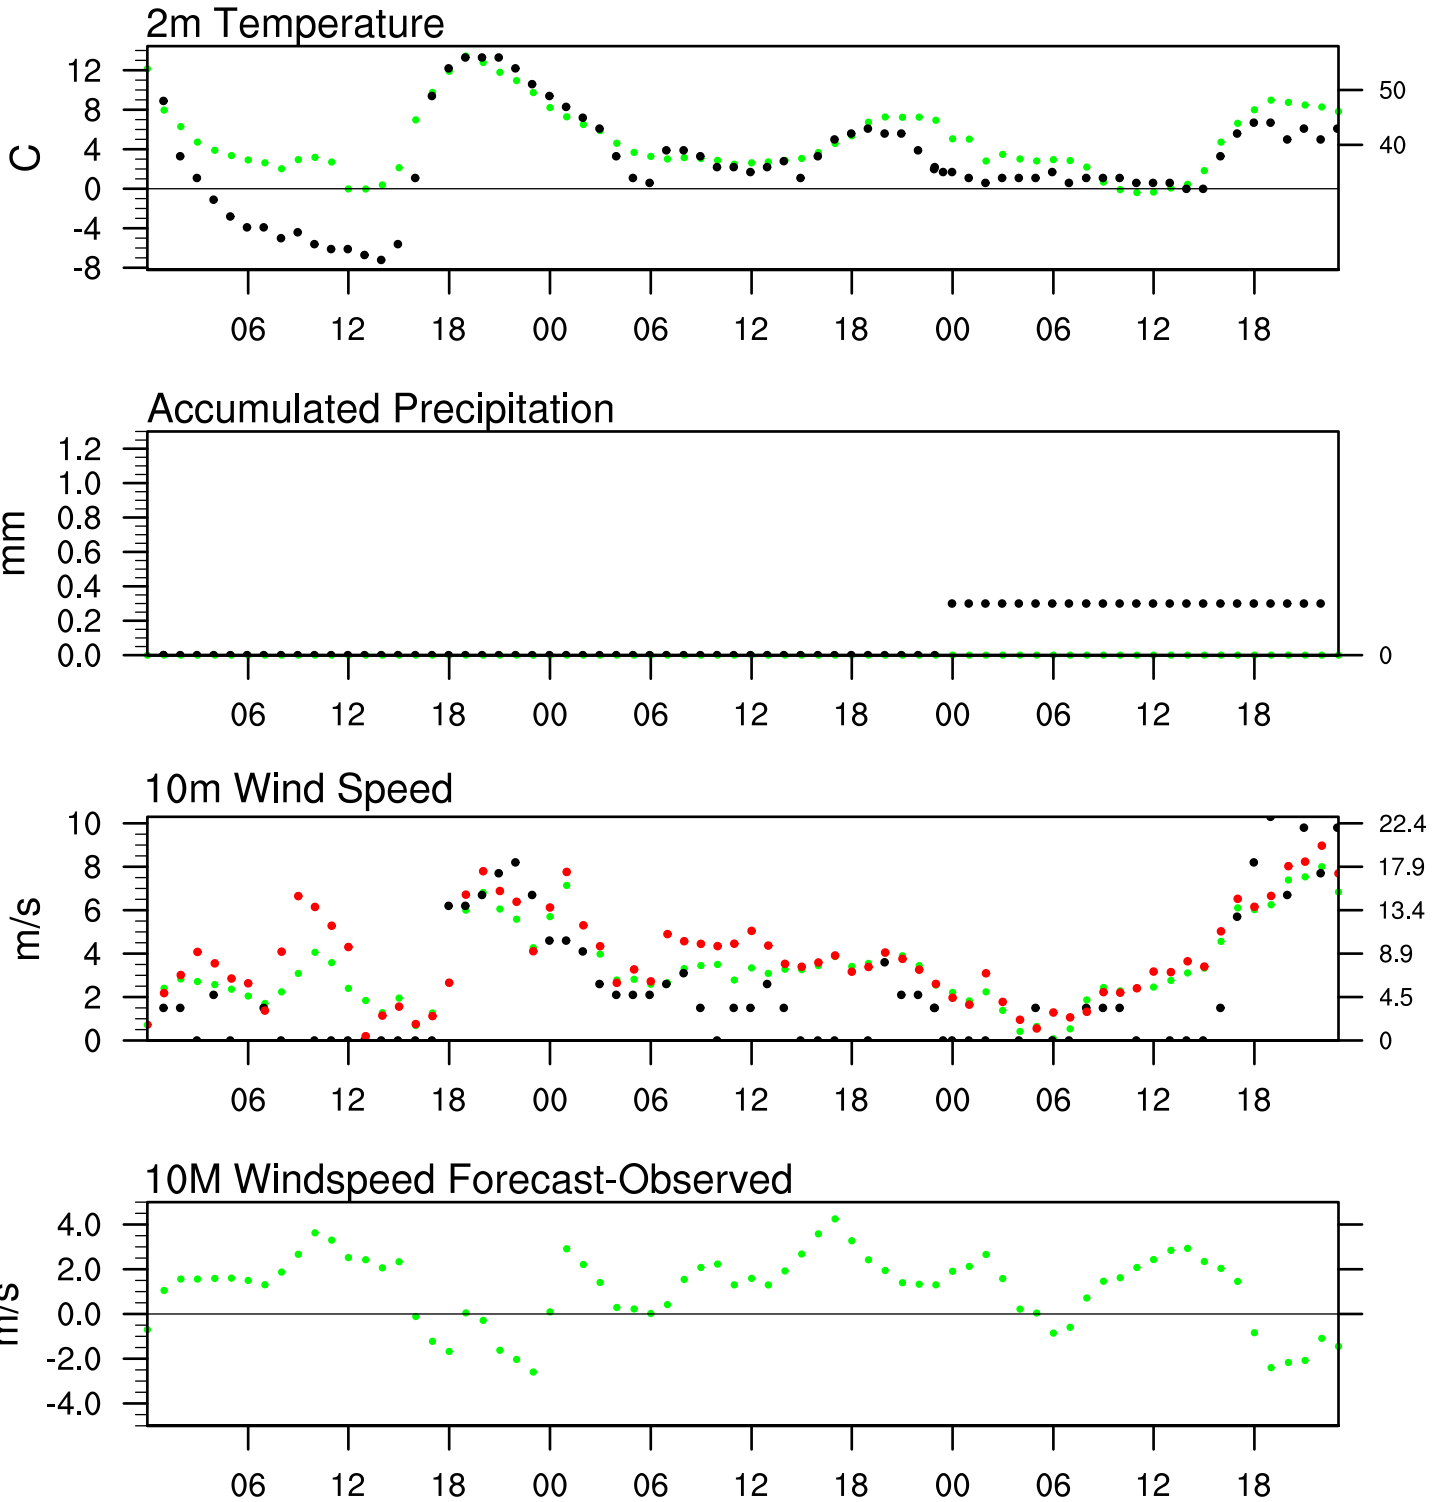 2m Temperature
12
8
4
0
-4
-8
C
50
40
06 12 18 00 06 12 18 00 06 12 18
Accumulated Precipitation
1.2
1.0
0.8
0.6
0.4
0.2
0.0
mm
0
06 12 18 00 06 12 18 00 06 12 18
10m Wind Speed
10
8
6
4
2
0
m/s
22.4
17.9
13.4
8.9
4.5
0
06 12 18 00 06 12 18 00 06 12 18
10M Windspeed Forecast-Observed
4.0
2.0
0.0
-2.0
-4.0
m/s
06 12 18 00 06 12 18 00 06 12 18